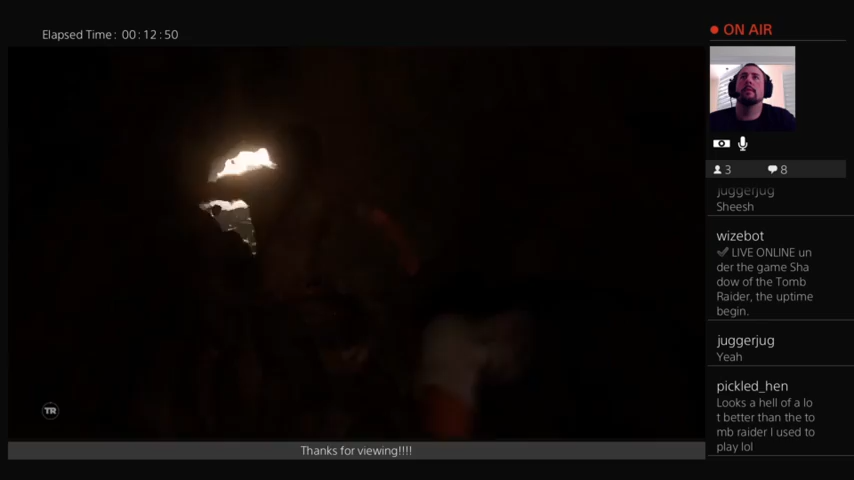 Elapsed Time: 00:12:50
ON AIR
3
8
juggerjug
Sheesh
wizebot
LIVE ONLINE un
der the game Sha
dow of the Tomb
Raider, the uptime
begin.
juggerjug
Yeah
pickled_hen
Looks a hell of a lo
t better than the to
mb raider I used to
play lol
TR
Thanks for viewing!!!!